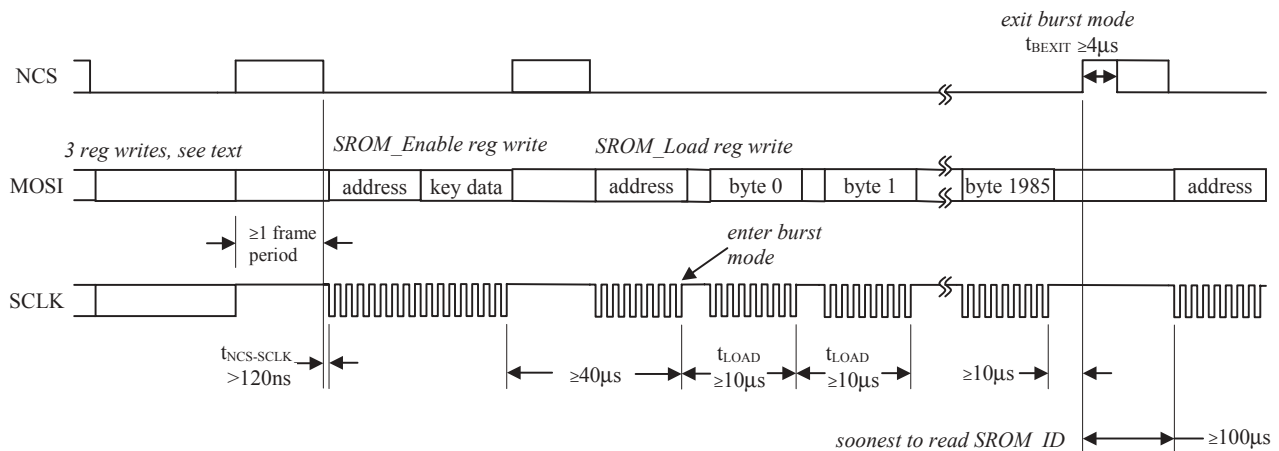 exit burst mode
tBEXIT ≥4µs
NCS
3 reg writes, see text
SROM_Enable reg write
SROM_Load reg write
MOSI
address
key data
address
byte 0
byte 1
byte 1985
address
≥1 frame
period
enter burst
mode
SCLK
tNCS-SCLK
>120ns
≥40µs
tLOAD
≥10µs
tLOAD
≥10µs
≥10µs
soonest to read SROM_ID
≥100µs